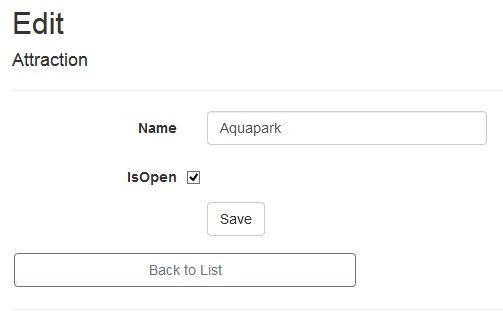 Edit
Attraction
Name Aquapark
IsOpen
Save
Back to List